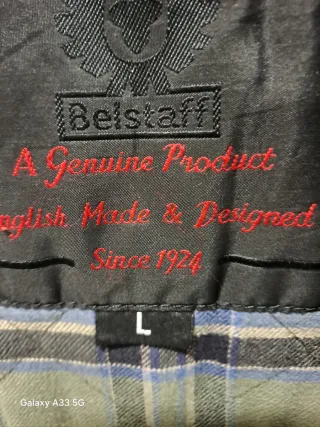 Belstaff
A Genuine Product
nglish Made & Designed
Since 1924
L
Galaxy A33 5G